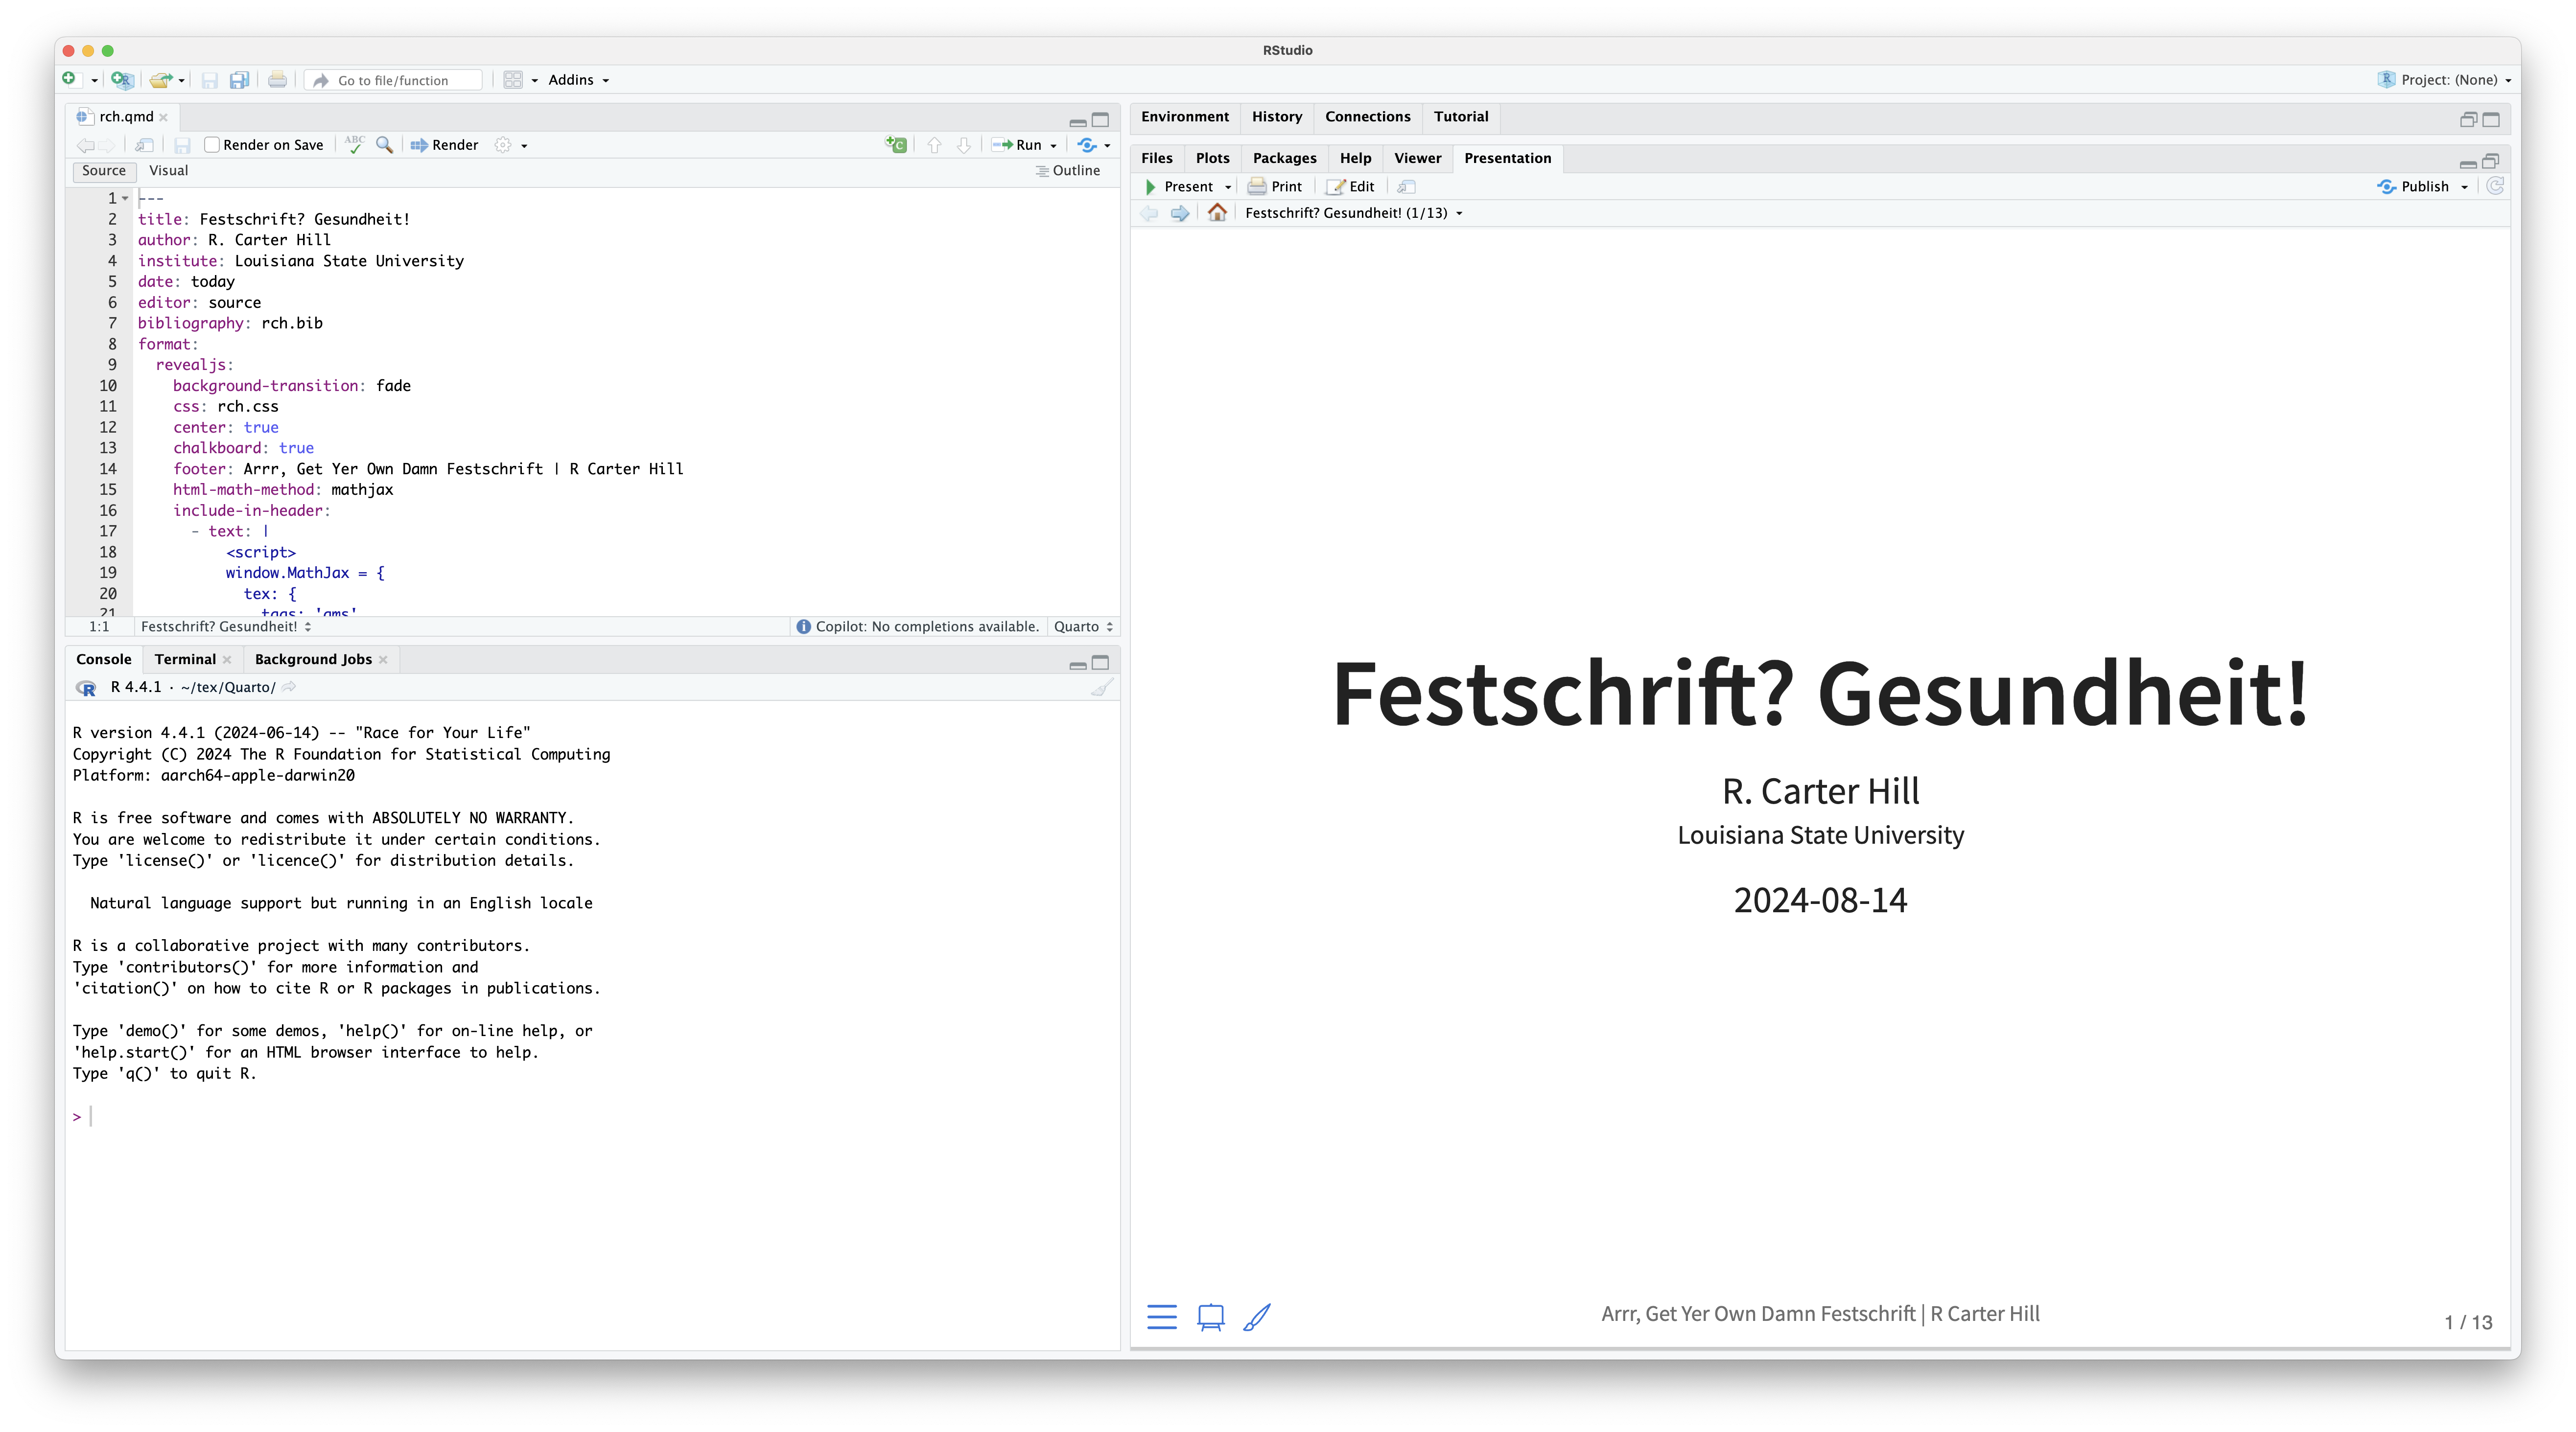 RStudio
Go to file/function
Addins
Project: (None)
rch.qmd
Render on Save
ABC
Render
Run
Source
Visual
Outline
1 ---
2 title: Festschrift? Gesundheit!
3 author: R. Carter Hill
4 institute: Louisiana State University
5 date: today
6 editor: source
7 bibliography: rch.bib
8 format:
9 revealjs:
10 background-transition: fade
11 css: rch.css
12 center: true
13 chalkboard: true
14 footer: Arrr, Get Yer Own Damn Festschrift | R Carter Hill
15 html-math-method: mathjax
16 include-in-header:
17 - text: |
18 <script>
19 window.MathJax = {
20 tex: {
21 tags: 'ams'
1:1
Festschrift? Gesundheit!
Copilot: No completions available.
Quarto
Console
Terminal
Background Jobs
R 4.4.1 · ~/tex/Quarto/
R version 4.4.1 (2024-06-14) -- "Race for Your Life"
Copyright (C) 2024 The R Foundation for Statistical Computing
Platform: aarch64-apple-darwin20
R is free software and comes with ABSOLUTELY NO WARRANTY.
You are welcome to redistribute it under certain conditions.
Type 'license()' or 'licence()' for distribution details.
Natural language support but running in an English locale
R is a collaborative project with many contributors.
Type 'contributors()' for more information and
'citation()' on how to cite R or R packages in publications.
Type 'demo()' for some demos, 'help()' for on-line help, or
'help.start()' for an HTML browser interface to help.
Type 'q()' to quit R.
>
Environment
History
Connections
Tutorial
Files
Plots
Packages
Help
Viewer
Presentation
Present
Print
Edit
Publish
Festschrift? Gesundheit! (1/13)
Festschrift? Gesundheit!
R. Carter Hill
Louisiana State University
2024-08-14
Arrr, Get Yer Own Damn Festschrift | R Carter Hill
1 / 13